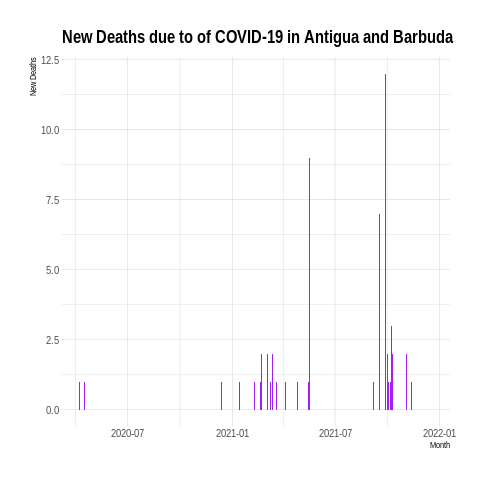 New Deaths due to of COVID-19 in Antigua and Barbuda
New Deaths
12.5
10.0
7.5
5.0
2.5
0.0
2020-07 2021-01 2021-07 2022-01
Month